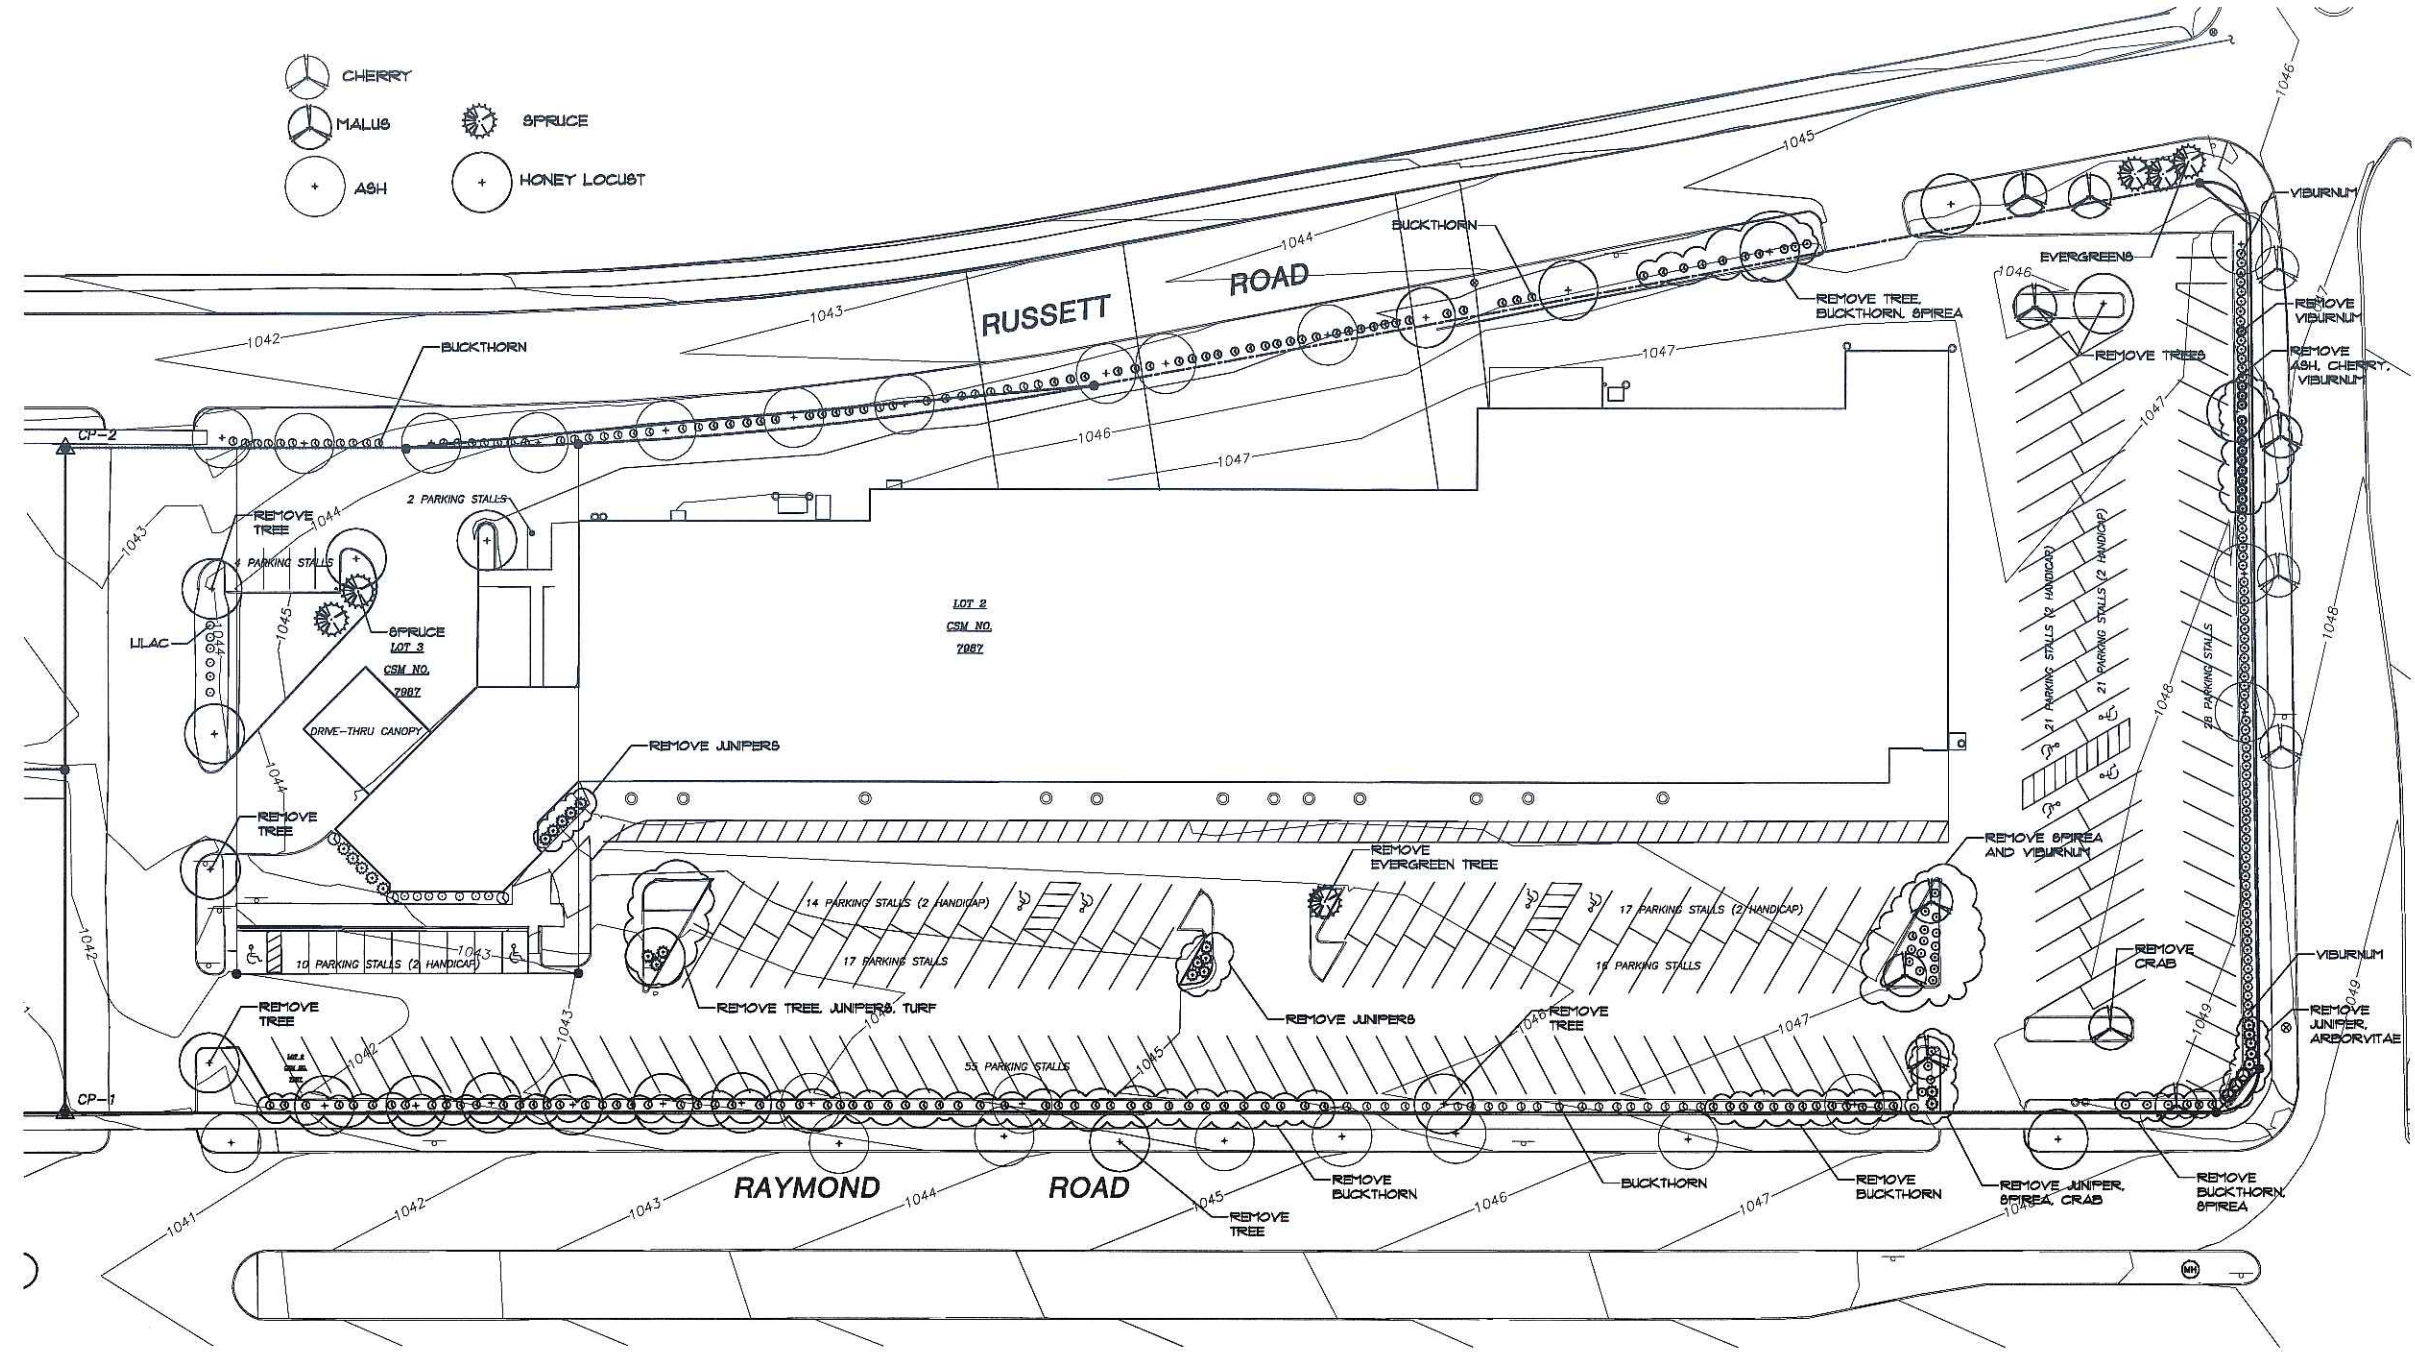 CHERRY
MALUS
SPRUCE
ASH
HONEY LOCUST
1046
1045
VIBURNUM
BUCKTHORN
1044
ROAD
EVERGREENS
1046
RUSSETT
REMOVE TREE,
BUCKTHORN, SPIREA
REMOVE
VIBURNUM
1043
1042
BUCKTHORN
1047
REMOVE TREES
REMOVE
ASH, CHERRY,
VIBURNUM
CP-2
1046
1047
1047
2 PARKING STALLS
REMOVE
TREE
1044
1043
4 PARKING STALLS
1045
LILAC
1044
SPRUCE
LOT 3
CSM NO.
7987
LOT 2
CSM NO.
7987
21 PARKING STALLS (2 HANDICAP)
21 PARKING STALLS (2 HANDICAP)
28 PARKING STALLS
1048
1048
DRIVE-THRU CANOPY
REMOVE JUNIPERS
1044
REMOVE
TREE
REMOVE
EVERGREEN TREE
REMOVE SPIREA
AND VIBURNUM
14 PARKING STALLS (2 HANDICAP)
17 PARKING STALLS (2 HANDICAP)
1042
1043
10 PARKING STALLS (2 HANDICAP)
17 PARKING STALLS
16 PARKING STALLS
REMOVE
CRAB
VIBURNUM
REMOVE
TREE
REMOVE TREE, JUNIPERS, TURF
REMOVE JUNIPERS
REMOVE
TREE
1046
1047
1049
1049
REMOVE
JUNIPER,
ARBORVITAE
1043
1042
55 PARKING STALLS
1045
CP-1
RAYMOND
ROAD
REMOVE
BUCKTHORN
BUCKTHORN
REMOVE
BUCKTHORN
REMOVE JUNIPER,
SPIREA, CRAB
REMOVE
BUCKTHORN,
SPIREA
1041
1042
1043
1044
1045
1046
1047
REMOVE
TREE
MH